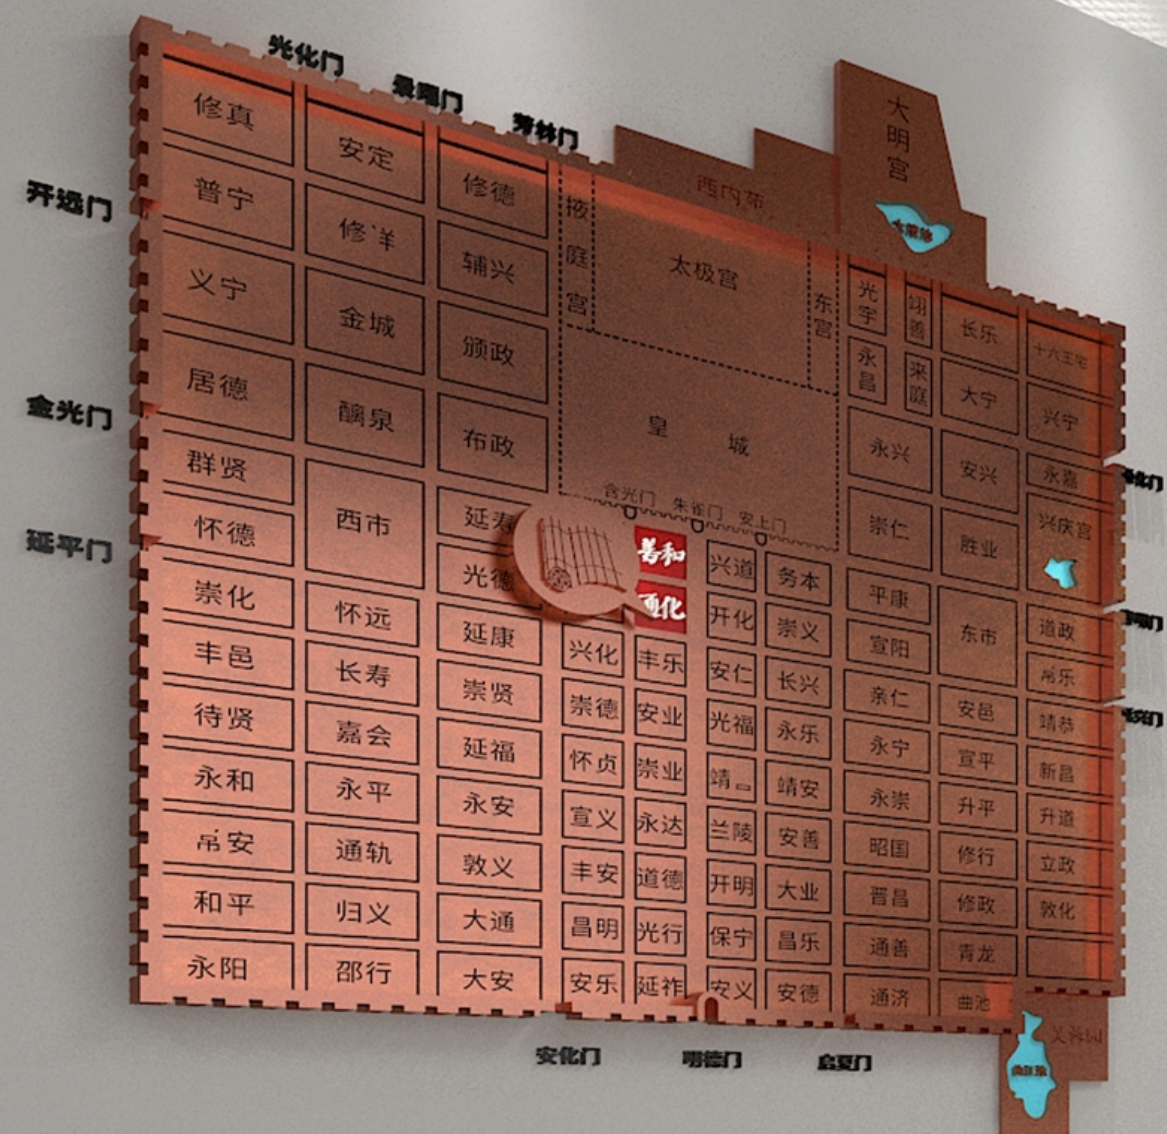 光化门
景曜门
芳林门
开远门
金光门
延平门
大明宫
西内苑
太液池
修真
安定
修德
掖庭宫
太极宫
东宫
光宅
翊善
长乐
十六王宅
普宁
修洋
辅兴
永昌
来庭
大宁
兴宁
义宁
金城
颁政
皇城
永兴
安兴
永嘉
居德
醴泉
布政
含光门 朱雀门 安上门
崇仁
胜业
兴庆宫
群贤
西市
延寿
善和
兴道
务本
平康
东市
道政
怀德
光德
通化
开化
崇义
宣阳
常乐
崇化
怀远
延康
兴化
丰乐
安仁
长兴
亲仁
安邑
靖恭
丰邑
长寿
崇贤
崇德
安业
光福
永乐
永宁
宣平
新昌
待贤
嘉会
延福
怀贞
崇业
靖
靖安
永崇
升平
升道
永和
永平
永安
宣义
永达
兰陵
安善
昭国
修行
立政
常安
通轨
敦义
丰安
道德
开明
大业
晋昌
修政
敦化
和平
归义
大通
昌明
光行
保宁
昌乐
通善
青龙
永阳
邵行
大安
安乐
延祚
安义
安德
通济
曲池
安化门
明德门
启夏门
曲江池